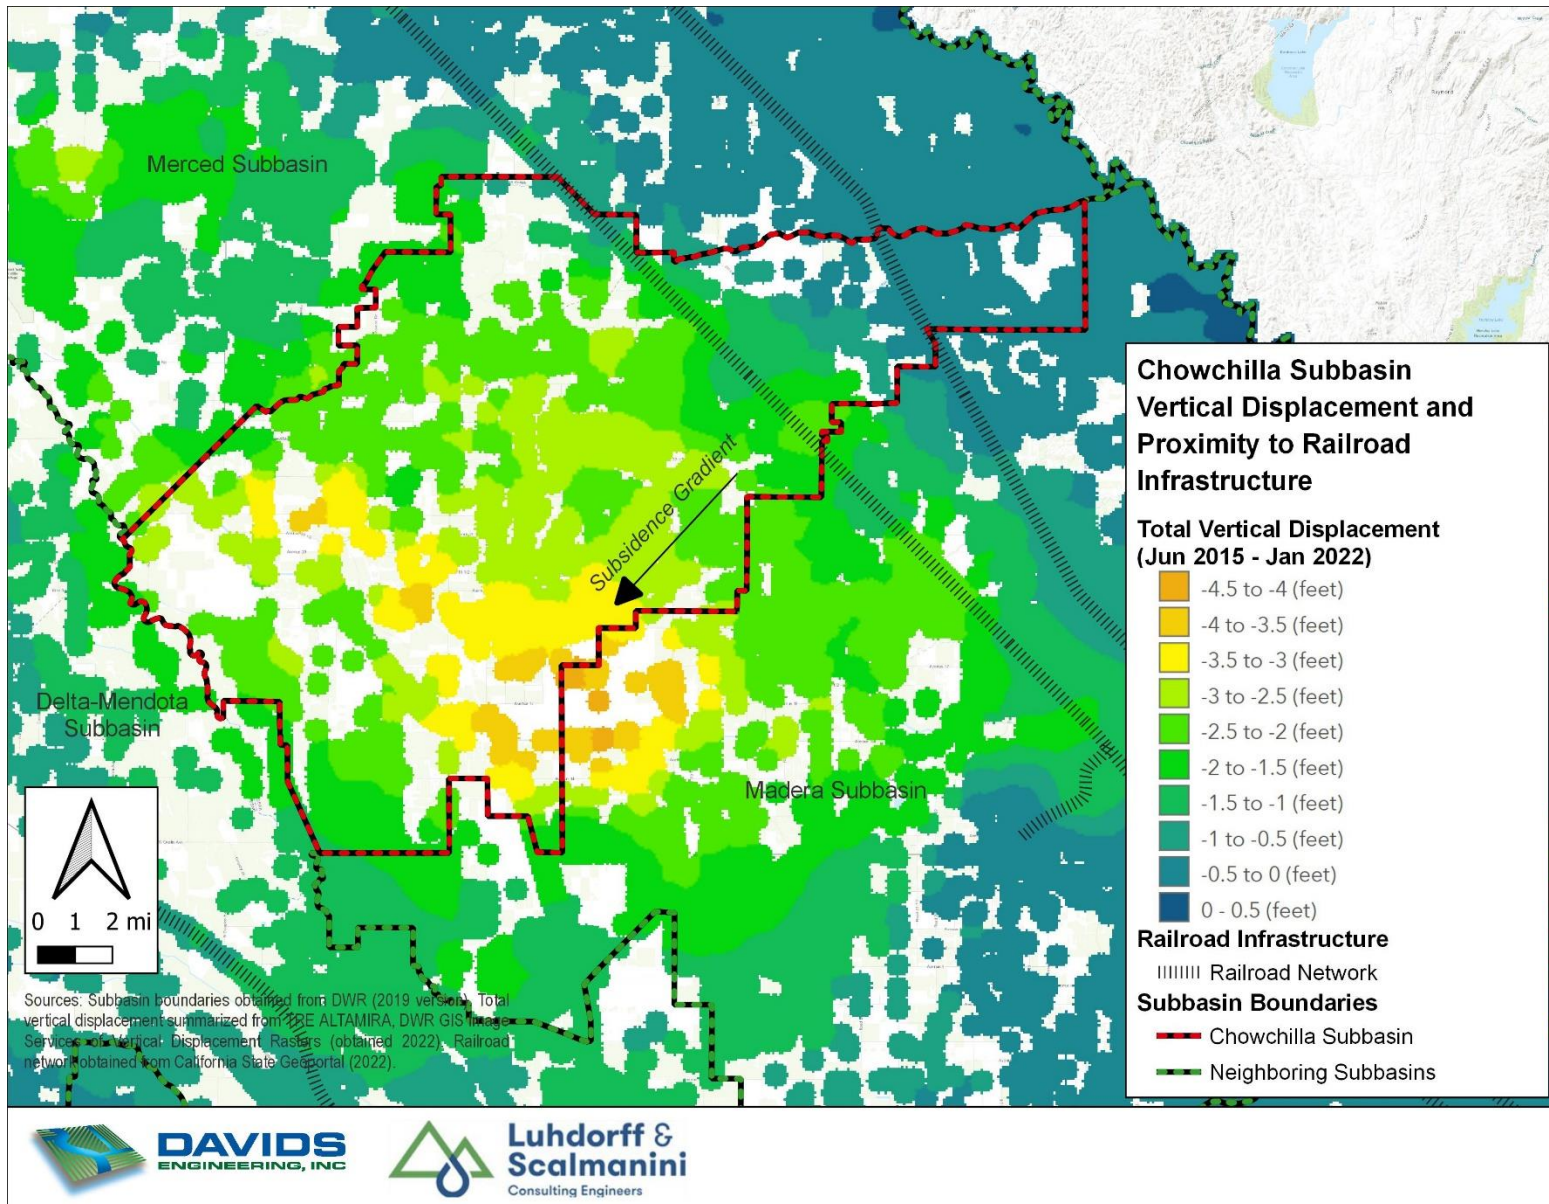 Merced Subbasin
Subsidence Gradient
Delta-Mendota
Subbasin
Madera Subbasin
0 1 2 mi
Sources: Subbasin boundaries obtained from DWR (2019 version). Total
vertical displacement summarized from TRE ALTAMIRA, DWR GIS Image
Services of Vertical Displacement Rasters (obtained 2022). Railroad
network obtained from California State Geoportal (2022).
Chowchilla Subbasin
Vertical Displacement and
Proximity to Railroad
Infrastructure
Total Vertical Displacement
(Jun 2015 - Jan 2022)
-4.5 to -4 (feet)
-4 to -3.5 (feet)
-3.5 to -3 (feet)
-3 to -2.5 (feet)
-2.5 to -2 (feet)
-2 to -1.5 (feet)
-1.5 to -1 (feet)
-1 to -0.5 (feet)
-0.5 to 0 (feet)
0 - 0.5 (feet)
Railroad Infrastructure
Railroad Network
Subbasin Boundaries
Chowchilla Subbasin
Neighboring Subbasins
DAVIDS
ENGINEERING, INC
Luhdorff &
Scalmanini
Consulting Engineers